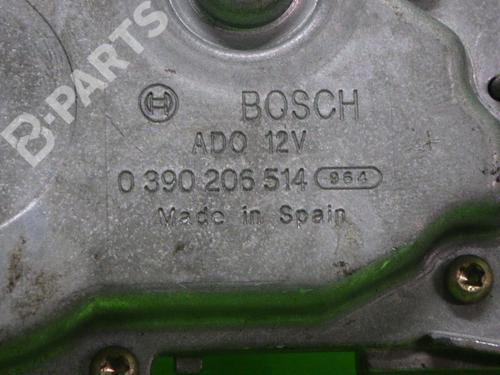 B-PARTS
BOSCH
ADO 12V
0 390 206 514 964
Made in Spain